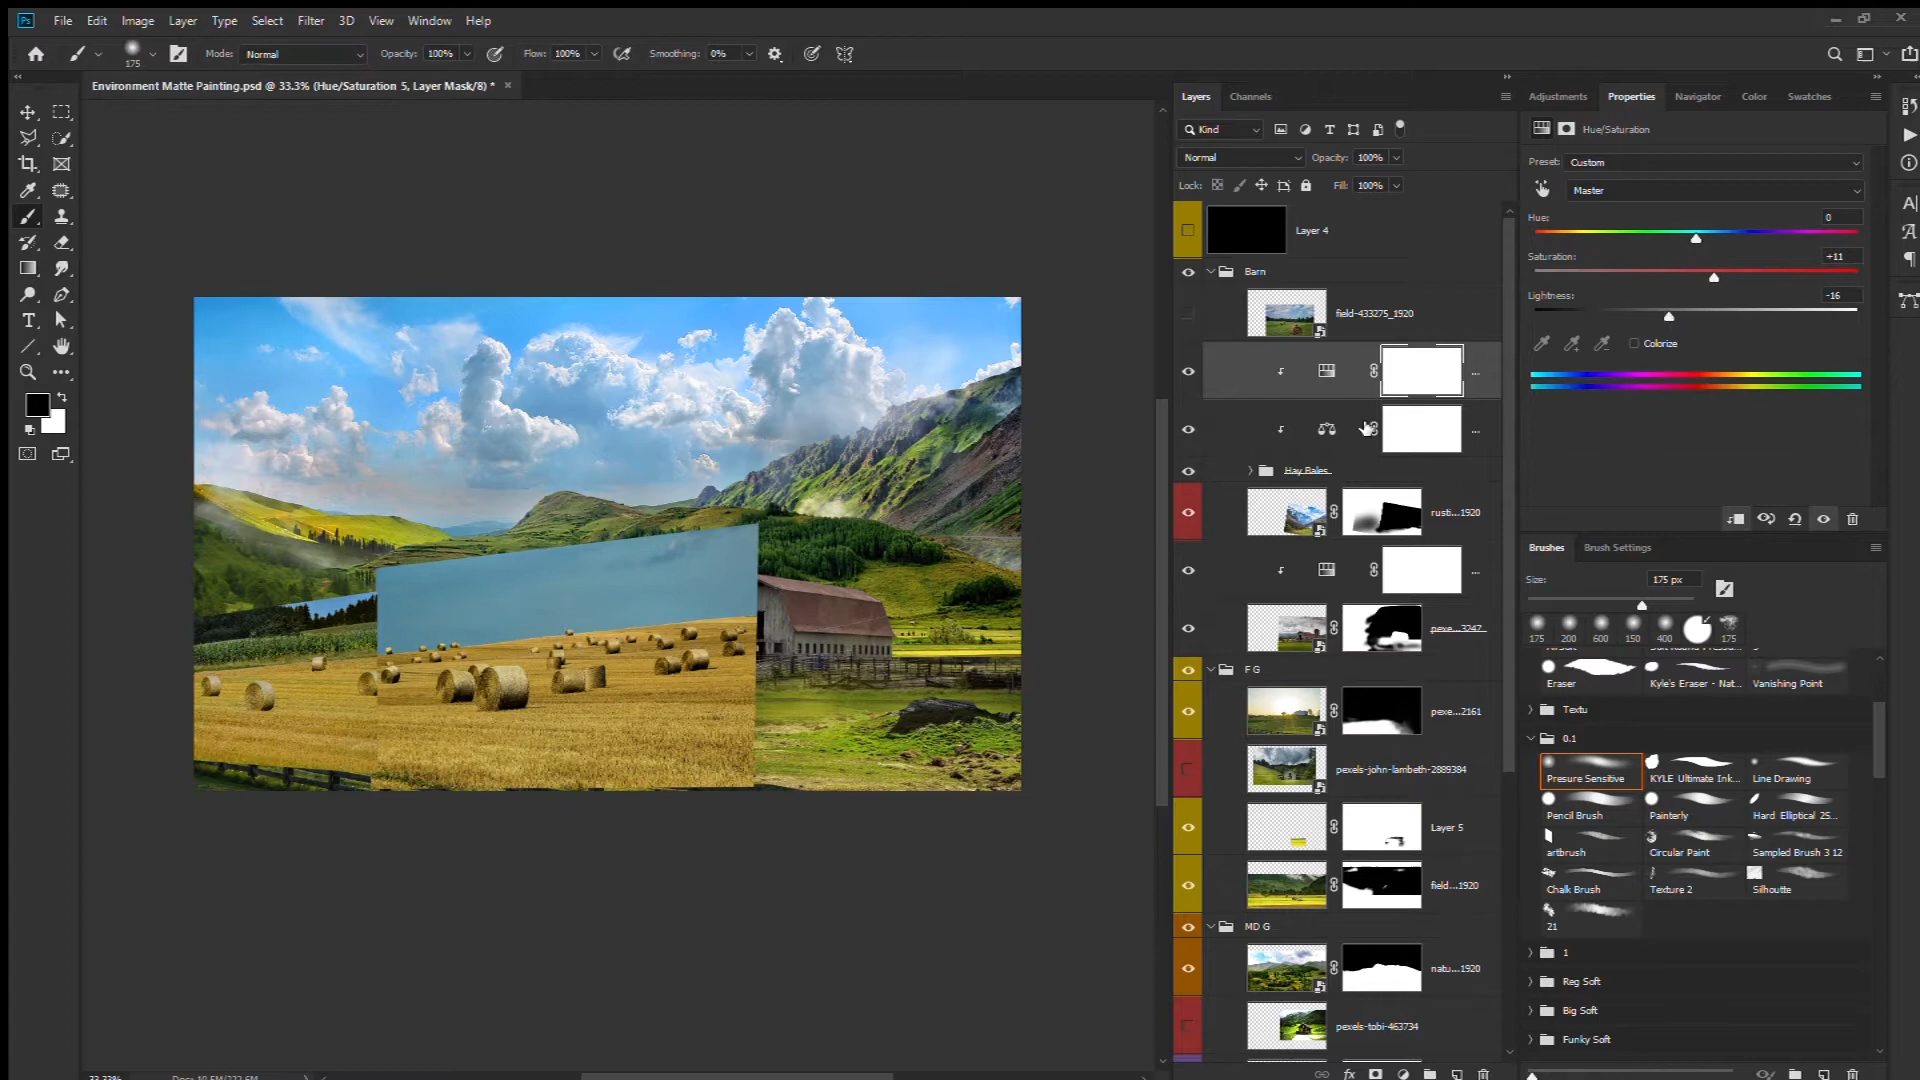 Ps File Edit Image Layer Type Select Filter 3D View Window Help
175 Mode: Normal Opacity: 100% Flow: 100% Smoothing: 0%
Environment Matte Painting.psd @ 33.3% (Hue/Saturation 5, Layer Mask/8) * ×
Layers Channels
Kind
Normal Opacity: 100%
Lock: Fill: 100%
Layer 4
Barn
field-433275_1920
...
...
Hay Bales
rusti...1920
...
pexe...3247
F G
pexe...2161
pexels-john-lambeth-2889384
Layer 5
field...1920
MD G
natu...1920
pexels-tobi-463734
Adjustments Properties Navigator Color Swatches
Hue/Saturation
Preset: Custom
Master
Hue: 0
Saturation: +11
Lightness: -16
Colorize
Brushes Brush Settings
Size: 175 px
175 200 600 150 400 175
Eraser Kyle's Eraser - Nat... Vanishing Point
Textu
0.1
Presure Sensitive KYLE Ultimate Ink... Line Drawing
Pencil Brush Painterly Hard Elliptical 25...
artbrush Circular Paint Sampled Brush 3 12
Chalk Brush Texture 2 Silhoutte
21
1
Reg Soft
Big Soft
Funky Soft
33.33%